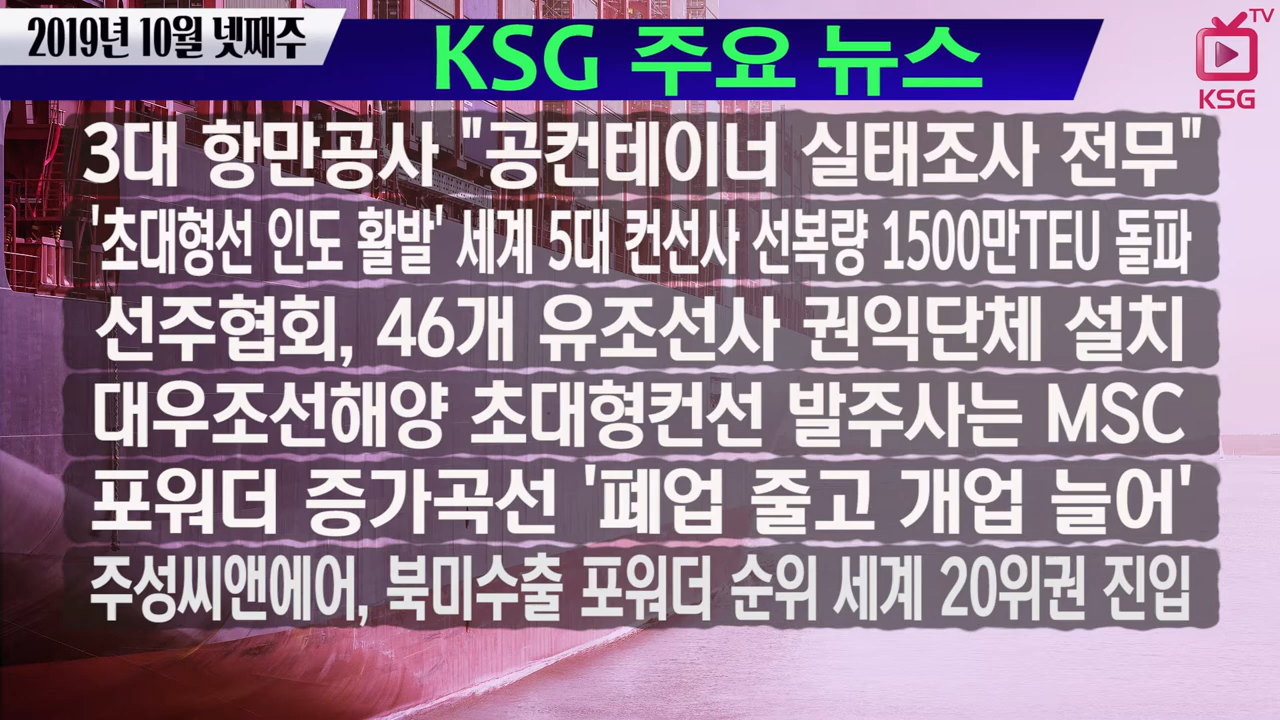 2019년 10월 넷째주
KSG 주요 뉴스
TV
KSG
3대 항만공사 "공컨테이너 실태조사 전무"
'초대형선 인도 활발' 세계 5대 컨선사 선복량 1500만TEU 돌파
선주협회, 46개 유조선사 권익단체 설치
대우조선해양 초대형컨선 발주사는 MSC
포워더 증가곡선 '폐업 줄고 개업 늘어'
주성씨앤에어, 북미수출 포워더 순위 세계 20위권 진입